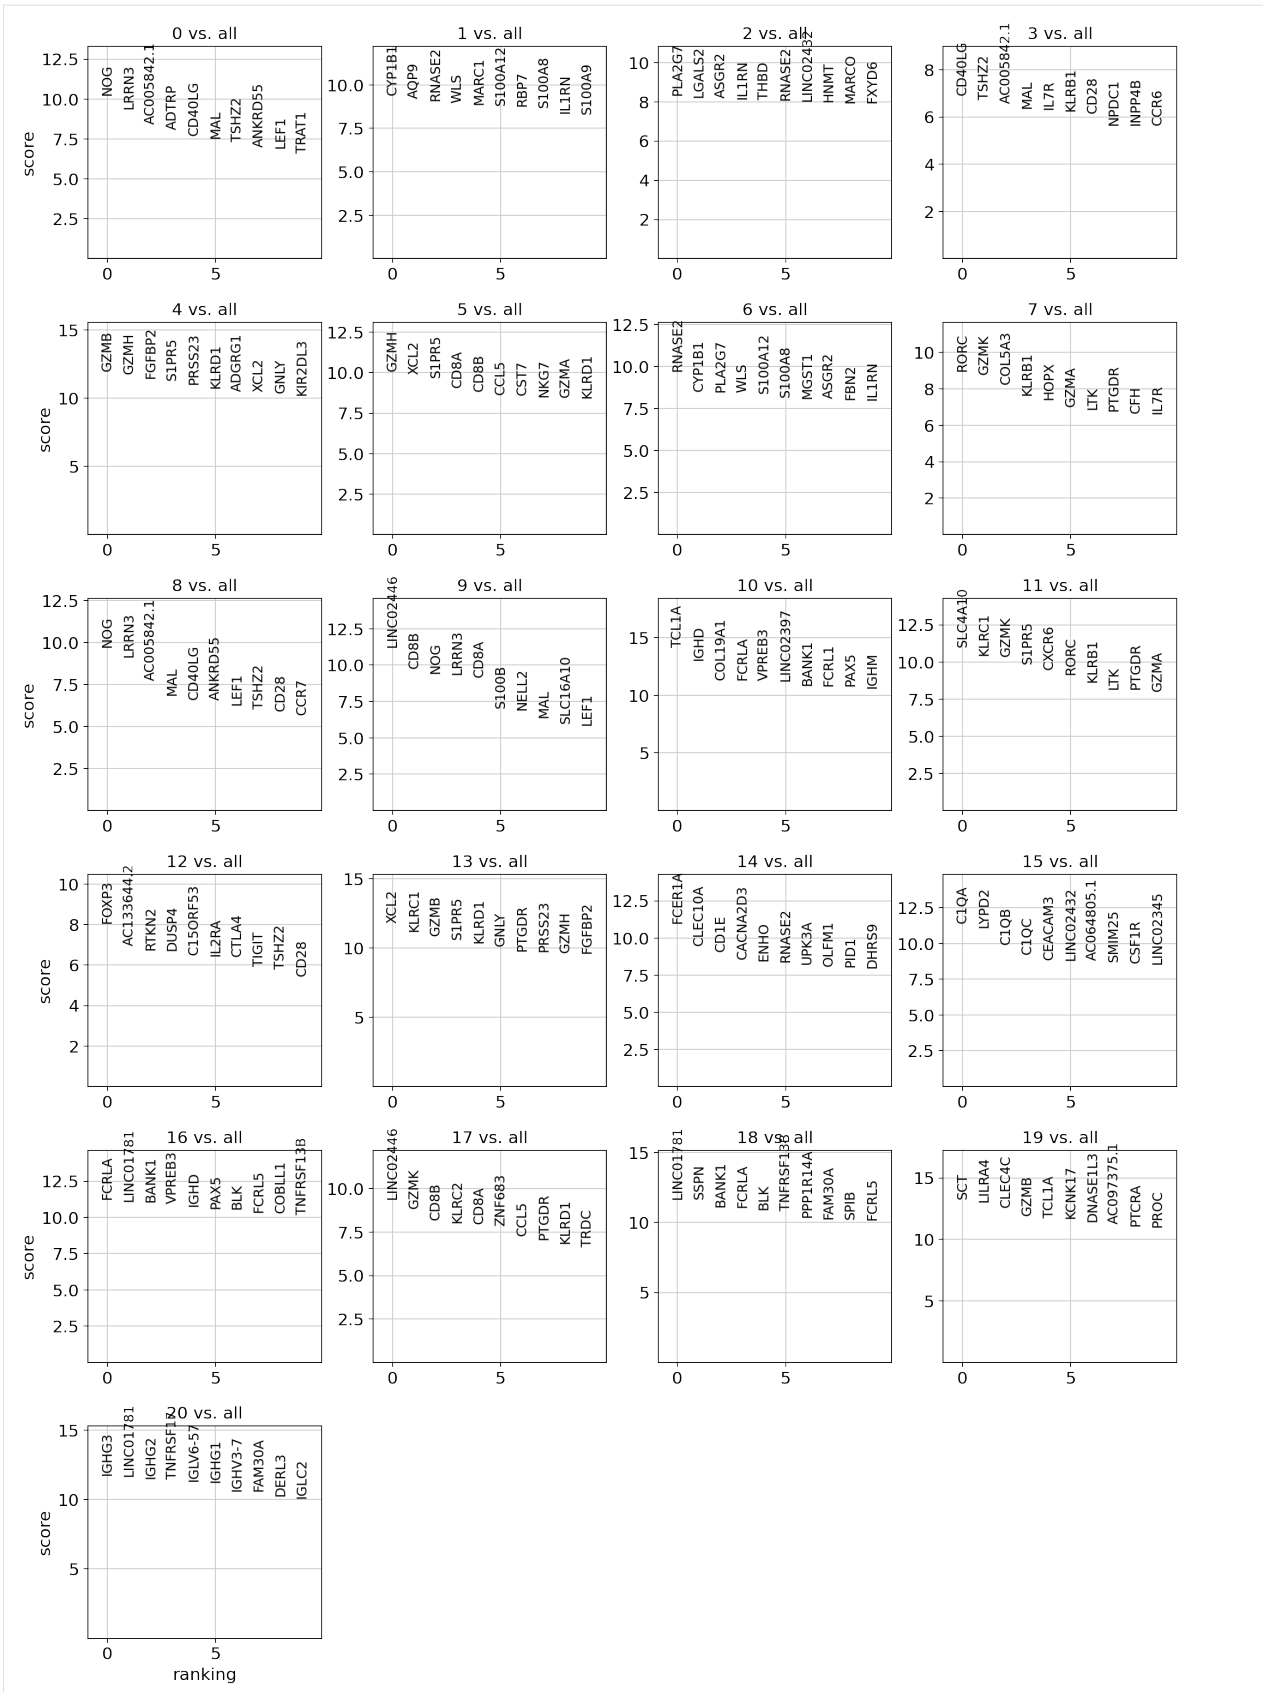 0 vs. all
score
12.5
10.0
7.5
5.0
2.5
NOG
LRRN3
AC005842.1
ADTRP
CD40LG
MAL
TSHZ2
ANKRD55
LEF1
TRAT1
0 5
1 vs. all
10.0
7.5
5.0
2.5
CYP1B1
AQP9
RNASE2
WLS
MARC1
S100A12
RBP7
S100A8
IL1RN
S100A9
0 5
2 vs. all
10
8
6
4
2
PLA2G7
LGALS2
ASGR2
IL1RN
THBD
RNASE2
LINC02432
HNMT
MARCO
FXYD6
0 5
3 vs. all
8
6
4
2
CD40LG
TSHZ2
AC005842.1
MAL
IL7R
KLRB1
CD28
NPDC1
INPP4B
CCR6
0 5
4 vs. all
score
15
10
5
GZMB
GZMH
FGFBP2
S1PR5
PRSS23
KLRD1
ADGRG1
XCL2
GNLY
KIR2DL3
0 5
5 vs. all
12.5
10.0
7.5
5.0
2.5
GZMH
XCL2
S1PR5
CD8A
CD8B
CCL5
CST7
NKG7
GZMA
KLRD1
0 5
6 vs. all
12.5
10.0
7.5
5.0
2.5
RNASE2
CYP1B1
PLA2G7
WLS
S100A12
S100A8
MGST1
ASGR2
FBN2
IL1RN
0 5
7 vs. all
10
8
6
4
2
RORC
GZMK
COL5A3
KLRB1
HOPX
GZMA
LTK
PTGDR
CFH
IL7R
0 5
8 vs. all
score
12.5
10.0
7.5
5.0
2.5
NOG
LRRN3
AC005842.1
MAL
CD40LG
ANKRD55
LEF1
TSHZ2
CD28
CCR7
0 5
9 vs. all
12.5
10.0
7.5
5.0
2.5
LINC02446
CD8B
NOG
LRRN3
CD8A
S100B
NELL2
MAL
SLC16A10
LEF1
0 5
10 vs. all
15
10
5
TCL1A
IGHD
COL19A1
FCRLA
VPREB3
LINC02397
BANK1
FCRL1
PAX5
IGHM
0 5
11 vs. all
12.5
10.0
7.5
5.0
2.5
SLC4A10
KLRC1
GZMK
S1PR5
CXCR6
RORC
KLRB1
LTK
PTGDR
GZMA
0 5
12 vs. all
score
10
8
6
4
2
FOXP3
AC133644.2
RTKN2
DUSP4
C15ORF53
IL2RA
CTLA4
TIGIT
TSHZ2
CD28
0 5
13 vs. all
15
10
5
XCL2
KLRC1
GZMB
S1PR5
KLRD1
GNLY
PTGDR
PRSS23
GZMH
FGFBP2
0 5
14 vs. all
12.5
10.0
7.5
5.0
2.5
FCER1A
CLEC10A
CD1E
CACNA2D3
ENHO
RNASE2
UPK3A
OLFM1
PID1
DHRS9
0 5
15 vs. all
12.5
10.0
7.5
5.0
2.5
C1QA
LYPD2
C1QB
C1QC
CEACAM3
LINC02432
AC064805.1
SMIM25
CSF1R
LINC02345
0 5
16 vs. all
score
12.5
10.0
7.5
5.0
2.5
FCRLA
LINC01781
BANK1
VPREB3
IGHD
PAX5
BLK
FCRL5
COBLL1
TNFRSF13B
0 5
17 vs. all
10.0
7.5
5.0
2.5
LINC02446
GZMK
CD8B
KLRC2
CD8A
ZNF683
CCL5
PTGDR
KLRD1
TRDC
0 5
18 vs. all
15
10
5
LINC01781
SSPN
BANK1
FCRLA
BLK
TNFRSF13B
PPP1R14A
FAM30A
SPIB
FCRL5
0 5
19 vs. all
15
10
5
SCT
LILRA4
CLEC4C
GZMB
TCL1A
KCNK17
DNASE1L3
AC097375.1
PTCRA
PROC
0 5
20 vs. all
score
15
10
5
IGHG3
LINC01781
IGHG2
TNFRSF17
IGLV6-57
IGHG1
IGHV3-7
FAM30A
DERL3
IGLC2
0 5
ranking